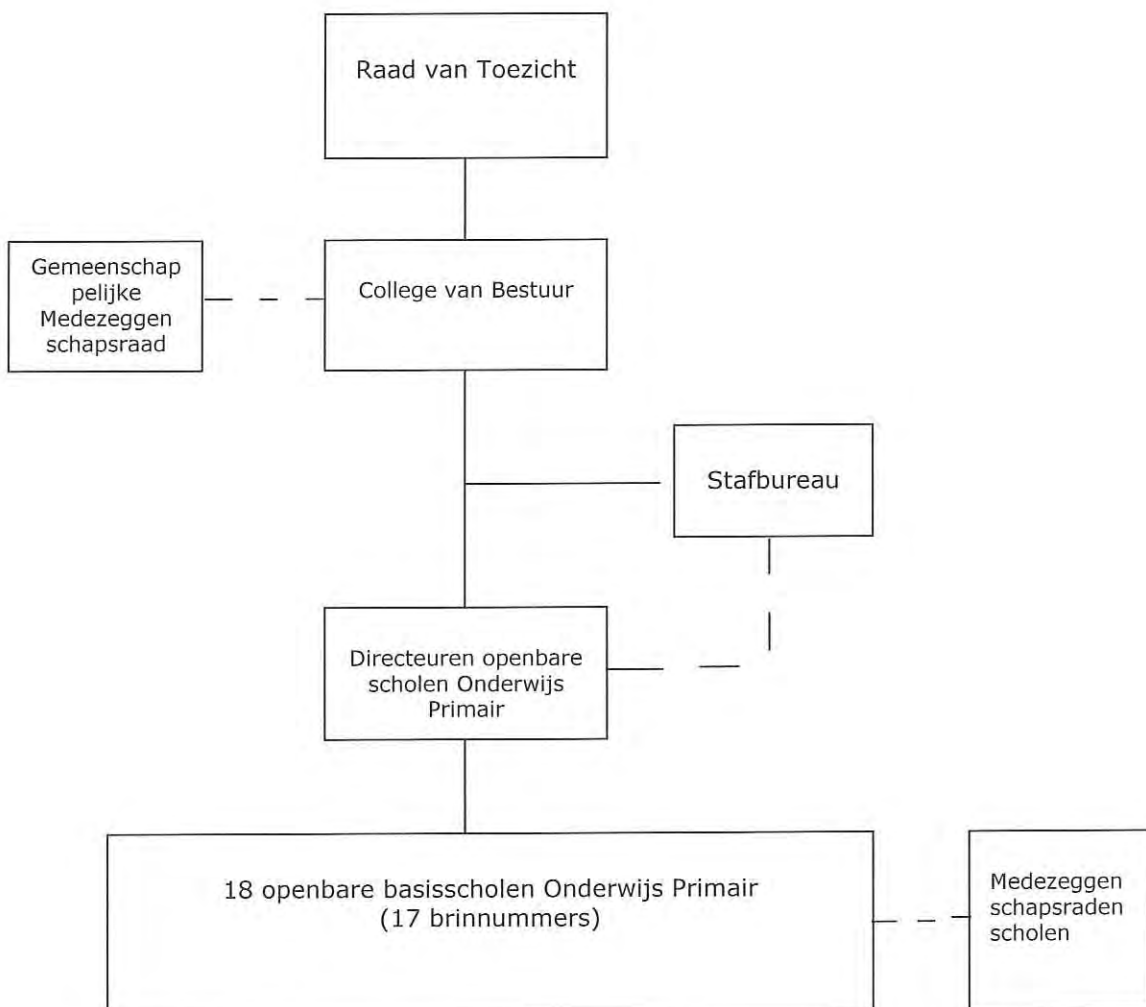 Raad van Toezicht
Gemeenschap
pelijke
Medezeggen
schapsraad
College van Bestuur
Stafbureau
Directeuren openbare
scholen Onderwijs
Primair
18 openbare basisscholen Onderwijs Primair
(17 brinnummers)
Medezeggen
schapsraden
scholen